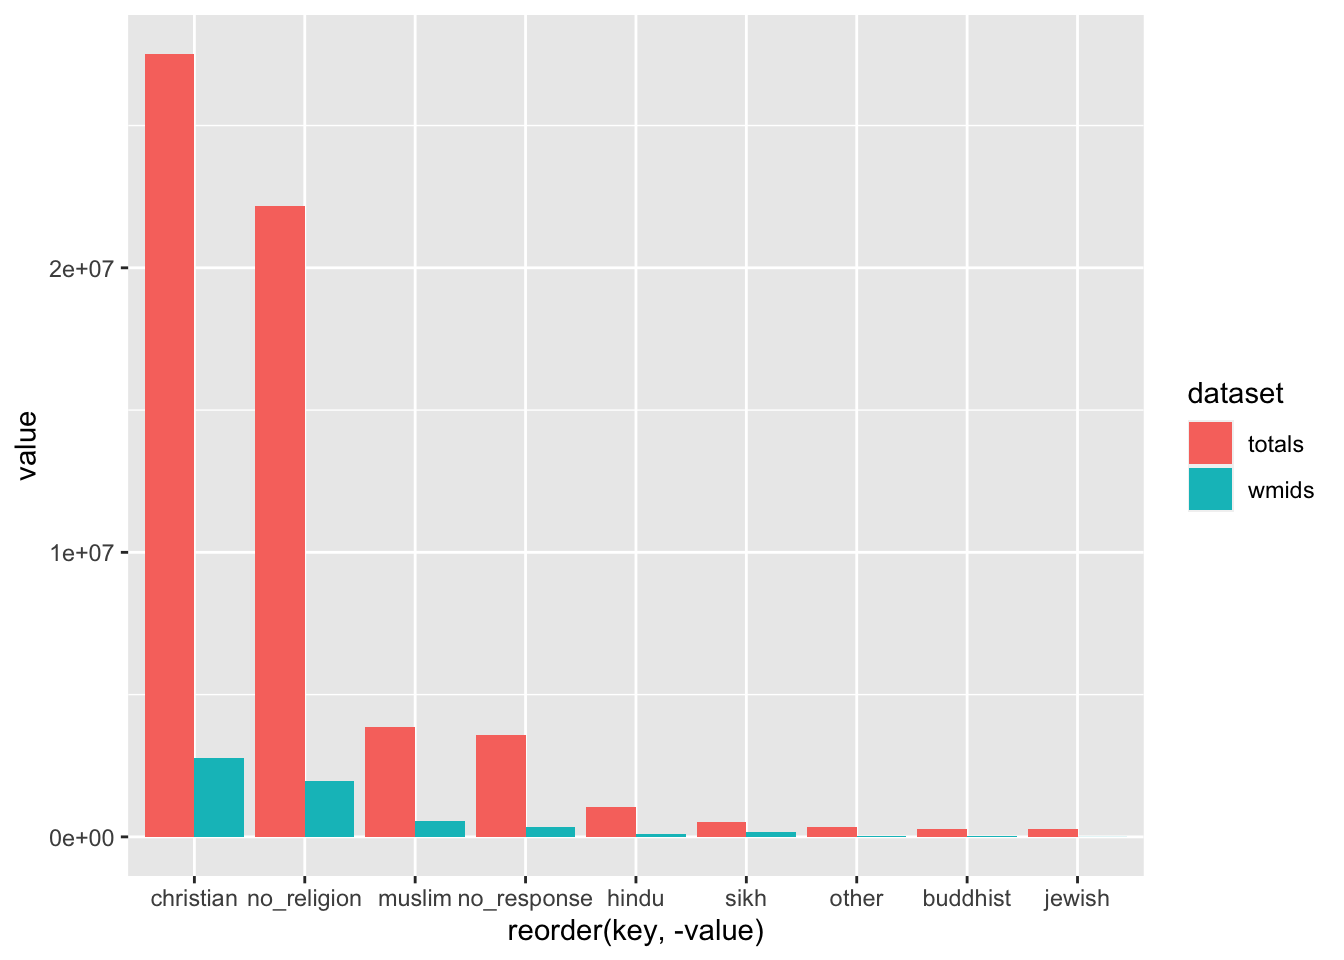 value
2e+07
1e+07
0e+00
christian no_religion muslim no_response hindu sikh other buddhist jewish
reorder(key, -value)
dataset
totals
wmids